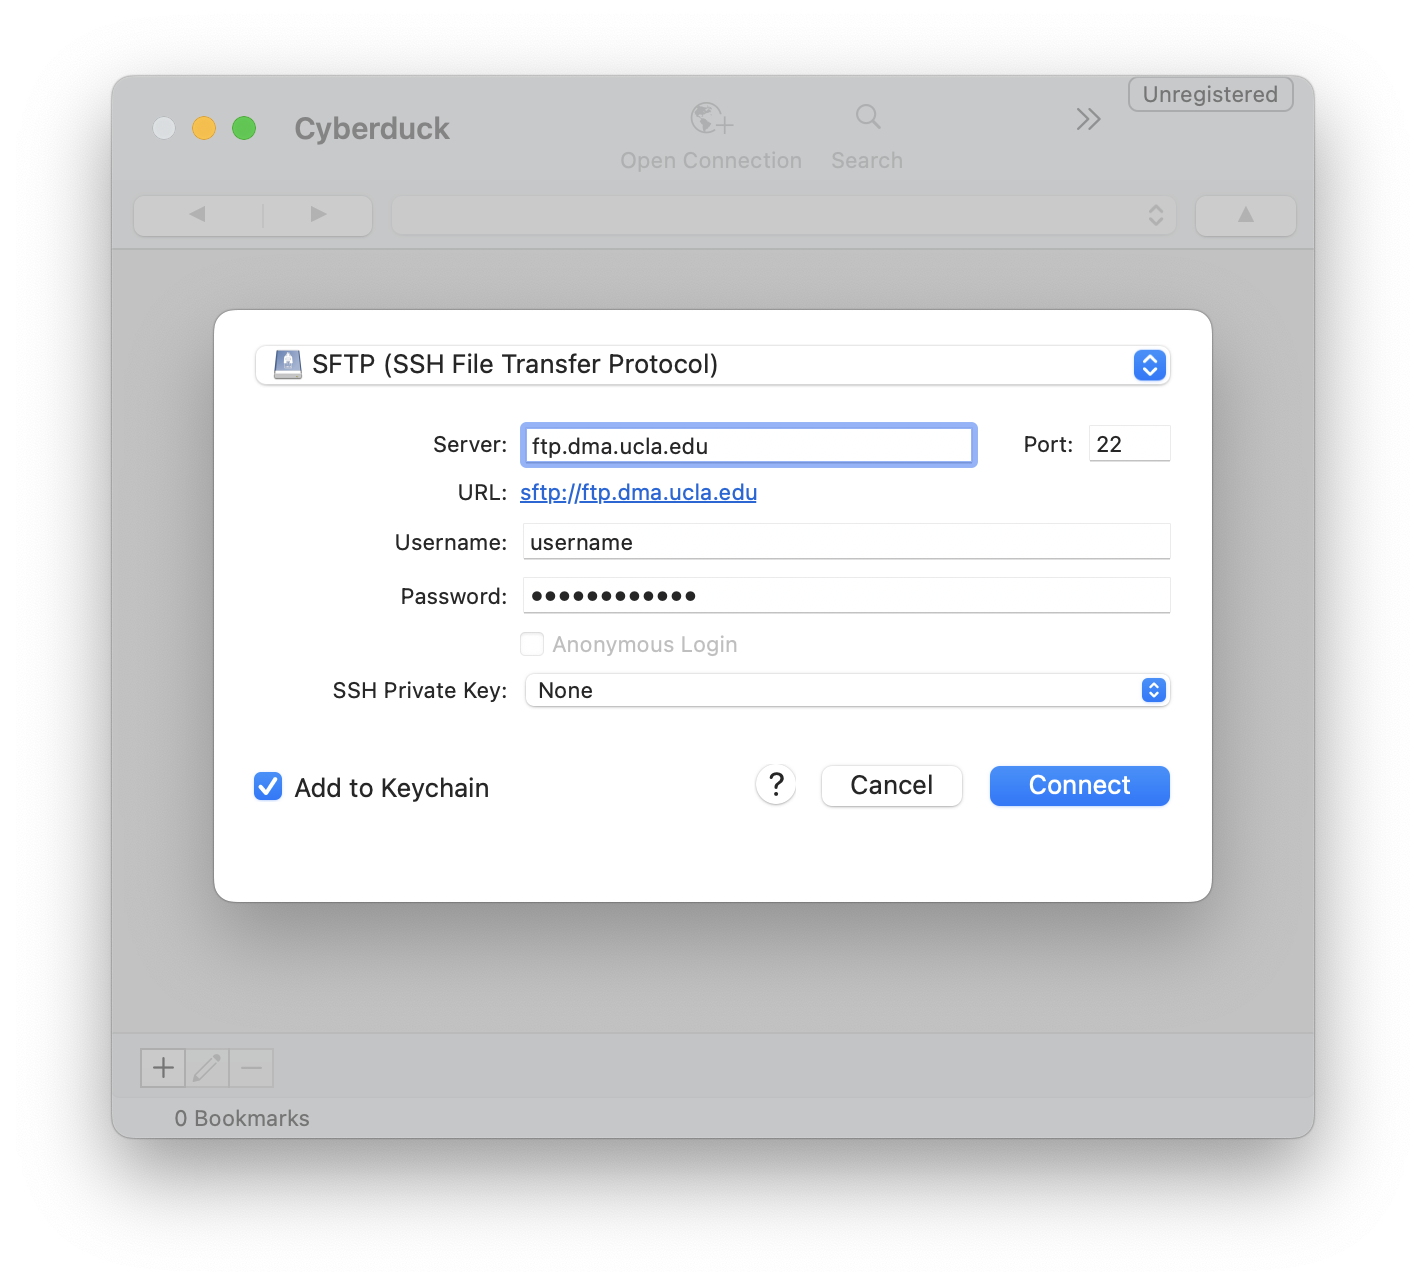 Unregistered
Cyberduck
Open Connection Search
SFTP (SSH File Transfer Protocol)
Server: ftp.dma.ucla.edu Port: 22
URL: sftp://ftp.dma.ucla.edu
Username: username
Password: ●●●●●●●●●●●●
Anonymous Login
SSH Private Key: None
Add to Keychain ? Cancel Connect
0 Bookmarks